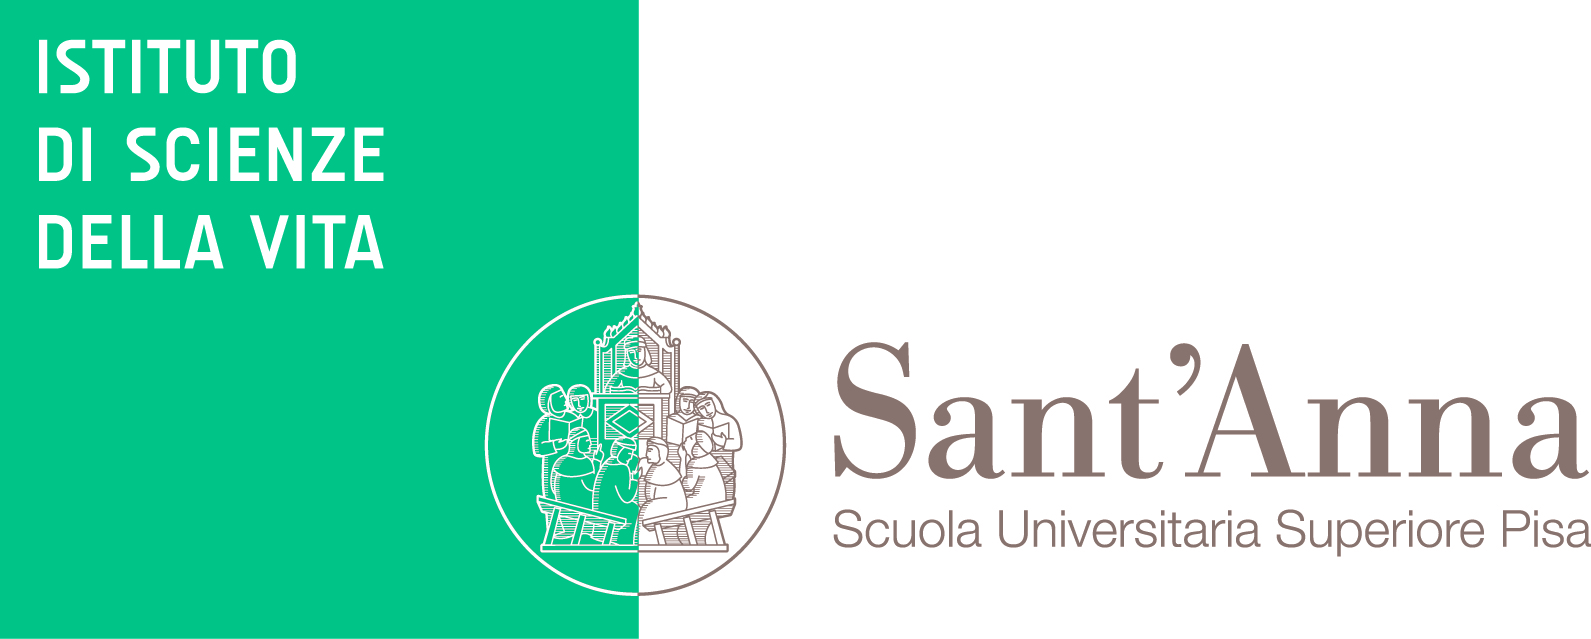 ISTITUTO
DI SCIENZE
DELLA VITA
Sant'Anna
Scuola Universitaria Superiore Pisa